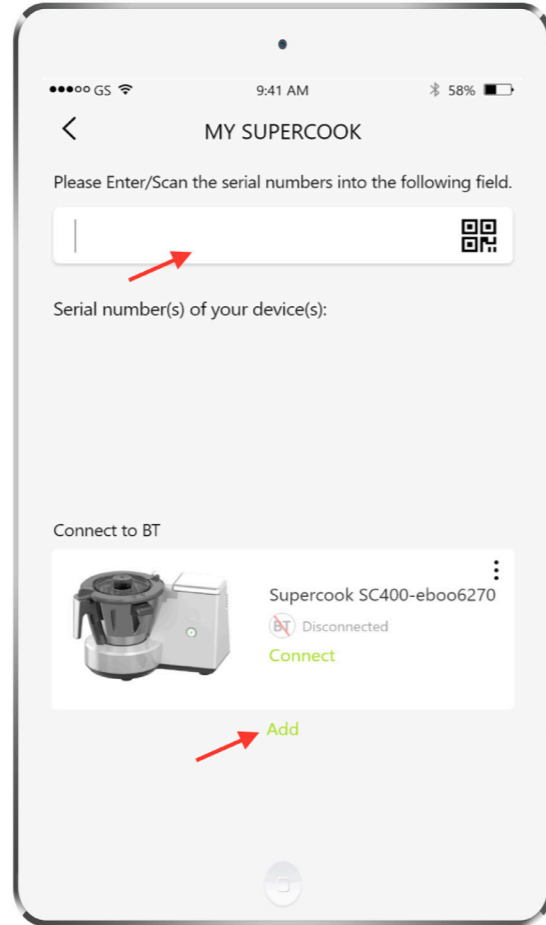 GS 9:41 AM 58%
MY SUPERCOOK
Please Enter/Scan the serial numbers into the following field.
Serial number(s) of your device(s):
Connect to BT
Supercook SC400-eboo6270
BT Disconnected
Connect
Add